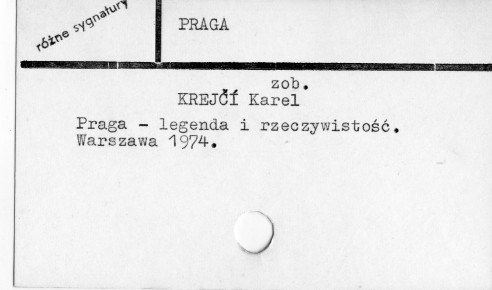 różne sygnatury
PRAGA
zob.
KREJČÍ Karel
Praga - legenda i rzeczywistość.
Warszawa 1974.